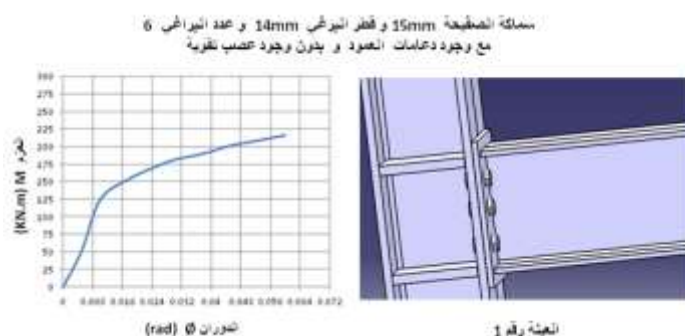 سماكة الصفيحة 15mm و قطر البرغي 14mm و عدد البراغي 6
مع وجود دعامات العمود و بدون وجود عصب تقوية
300
275
250
225
200
175
150
125
100
75
50
25
0
العزم M (KN.m)
0 0.008 0.016 0.024 0.032 0.04 0.048 0.056 0.064 0.072
الدوران Ø (rad)
العينة رقم 1